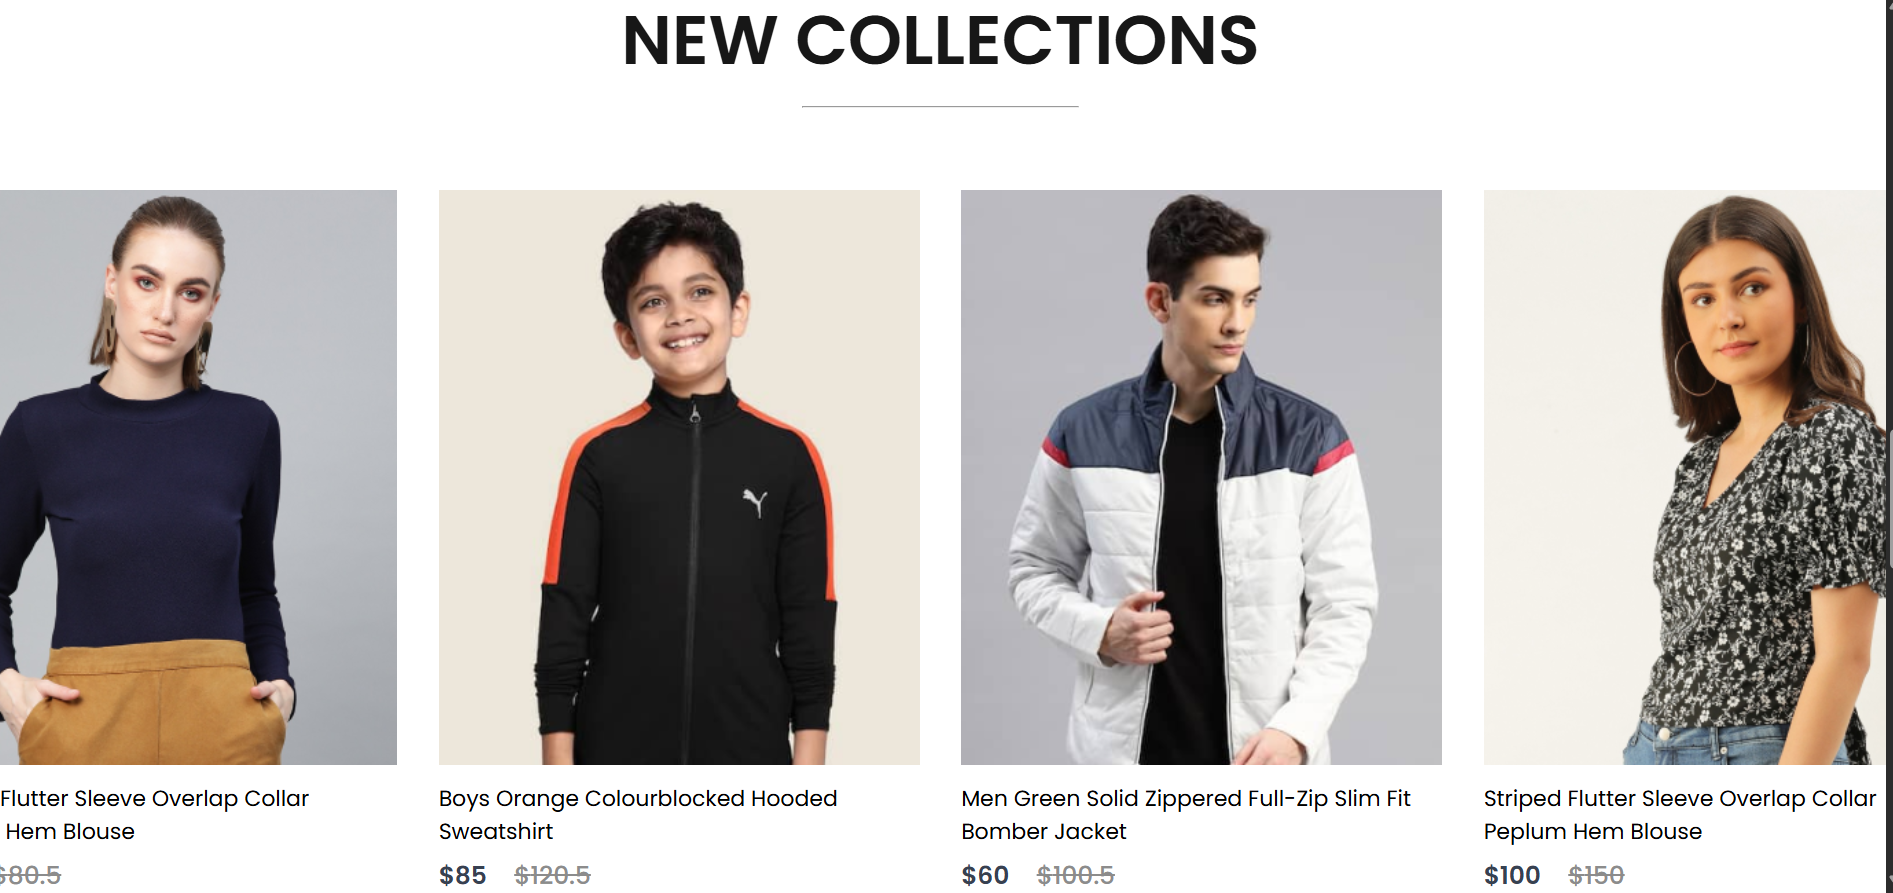 NEW COLLECTIONS
Flutter Sleeve Overlap Collar
Hem Blouse
$80.5
Boys Orange Colourblocked Hooded
Sweatshirt
$85 $120.5
Men Green Solid Zippered Full-Zip Slim Fit
Bomber Jacket
$60 $100.5
Striped Flutter Sleeve Overlap Collar
Peplum Hem Blouse
$100 $150